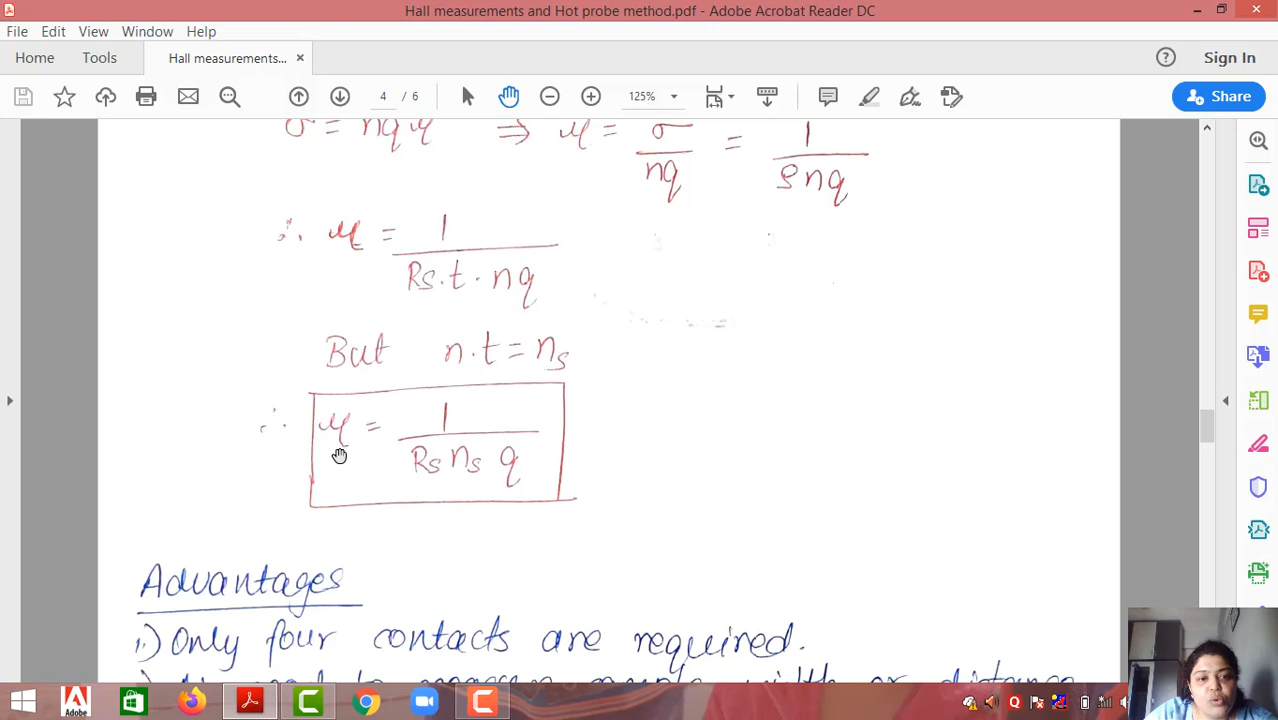 Hall measurements and Hot probe method.pdf - Adobe Acrobat Reader DC
File Edit View Window Help
Home Tools Hall measurements... × Sign In
4 / 6 125% Share
σ = nqμ ⇒ μ = σ/nq = 1/ρnq
∴ μ = 1/Rs.t.nq
But n.t = ns
∴ μ = 1/Rs ns q
Advantages
1.) Only four contacts are required.
Adobe